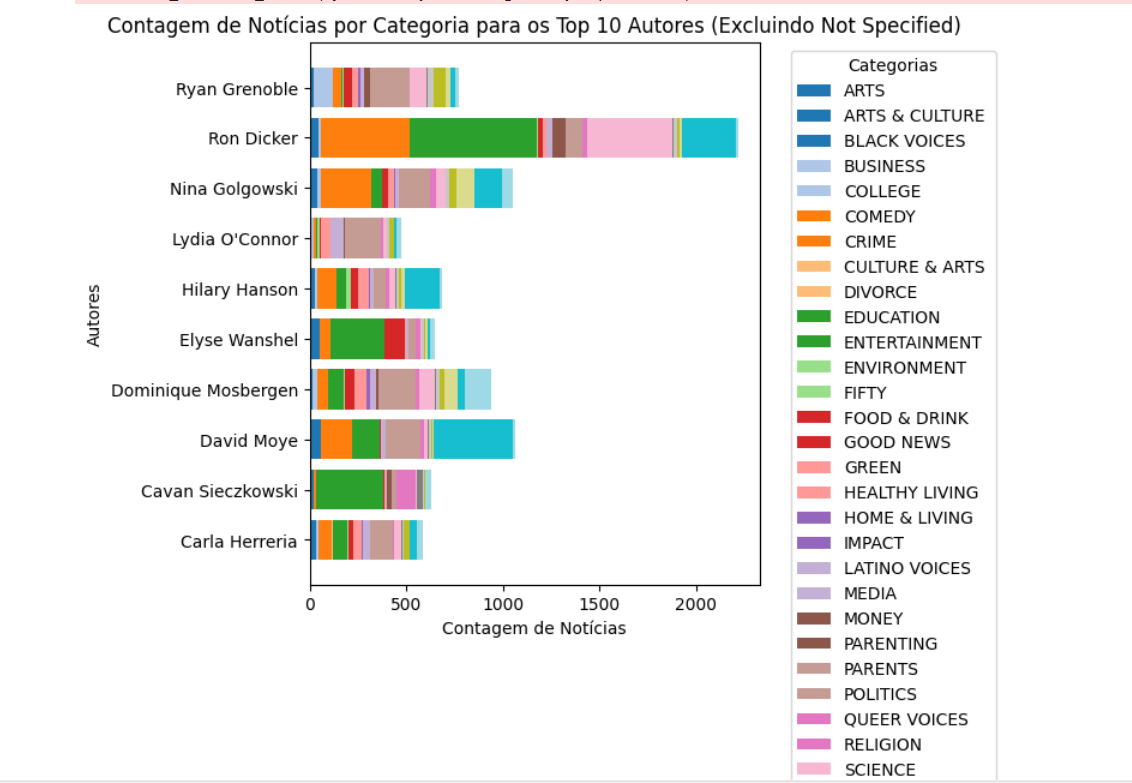 Contagem de Notícias por Categoria para os Top 10 Autores (Excluindo Not Specified)
Categorias
ARTS
ARTS & CULTURE
BLACK VOICES
BUSINESS
COLLEGE
COMEDY
CRIME
CULTURE & ARTS
DIVORCE
EDUCATION
ENTERTAINMENT
ENVIRONMENT
FIFTY
FOOD & DRINK
GOOD NEWS
GREEN
HEALTHY LIVING
HOME & LIVING
IMPACT
LATINO VOICES
MEDIA
MONEY
PARENTING
PARENTS
POLITICS
QUEER VOICES
RELIGION
SCIENCE
Autores
Ryan Grenoble
Ron Dicker
Nina Golgowski
Lydia O'Connor
Hilary Hanson
Elyse Wanshel
Dominique Mosbergen
David Moye
Cavan Sieczkowski
Carla Herreria
0 500 1000 1500 2000
Contagem de Notícias